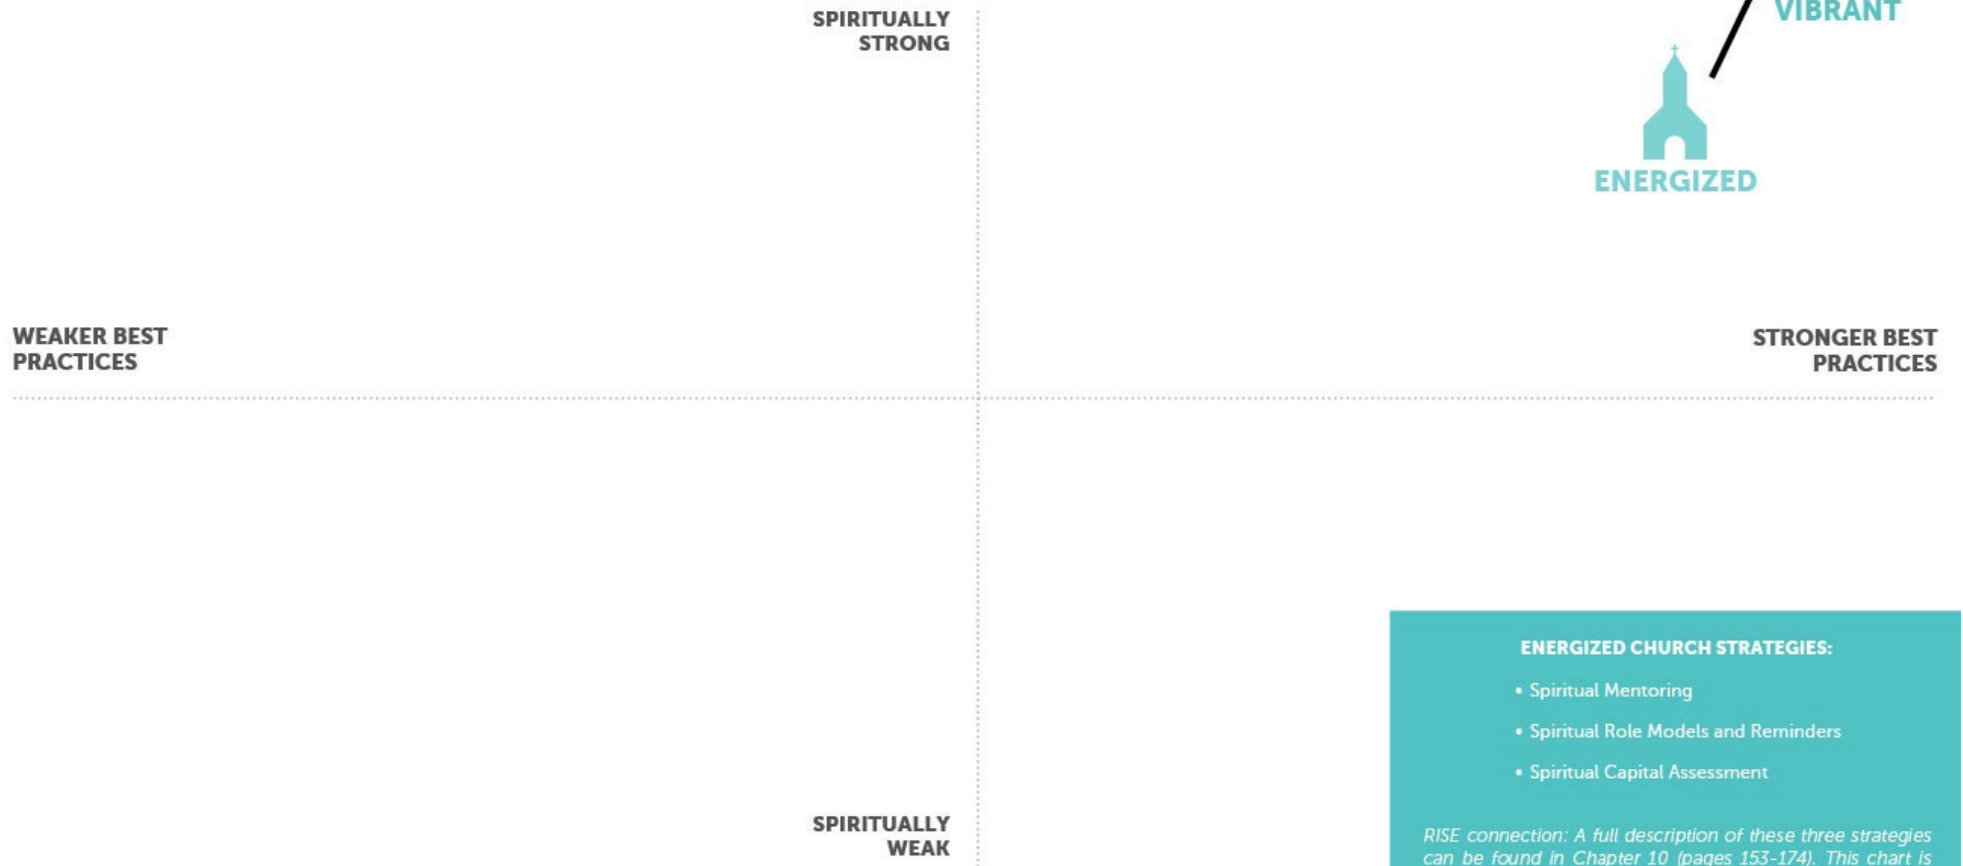 SPIRITUALLY
STRONG
VIBRANT
ENERGIZED
WEAKER BEST
PRACTICES
STRONGER BEST
PRACTICES
ENERGIZED CHURCH STRATEGIES:
• Spiritual Mentoring
• Spiritual Role Models and Reminders
• Spiritual Capital Assessment
SPIRITUALLY
WEAK
RISE connection: A full description of these three strategies
can be found in Chapter 10 (pages 153-174). This chart is